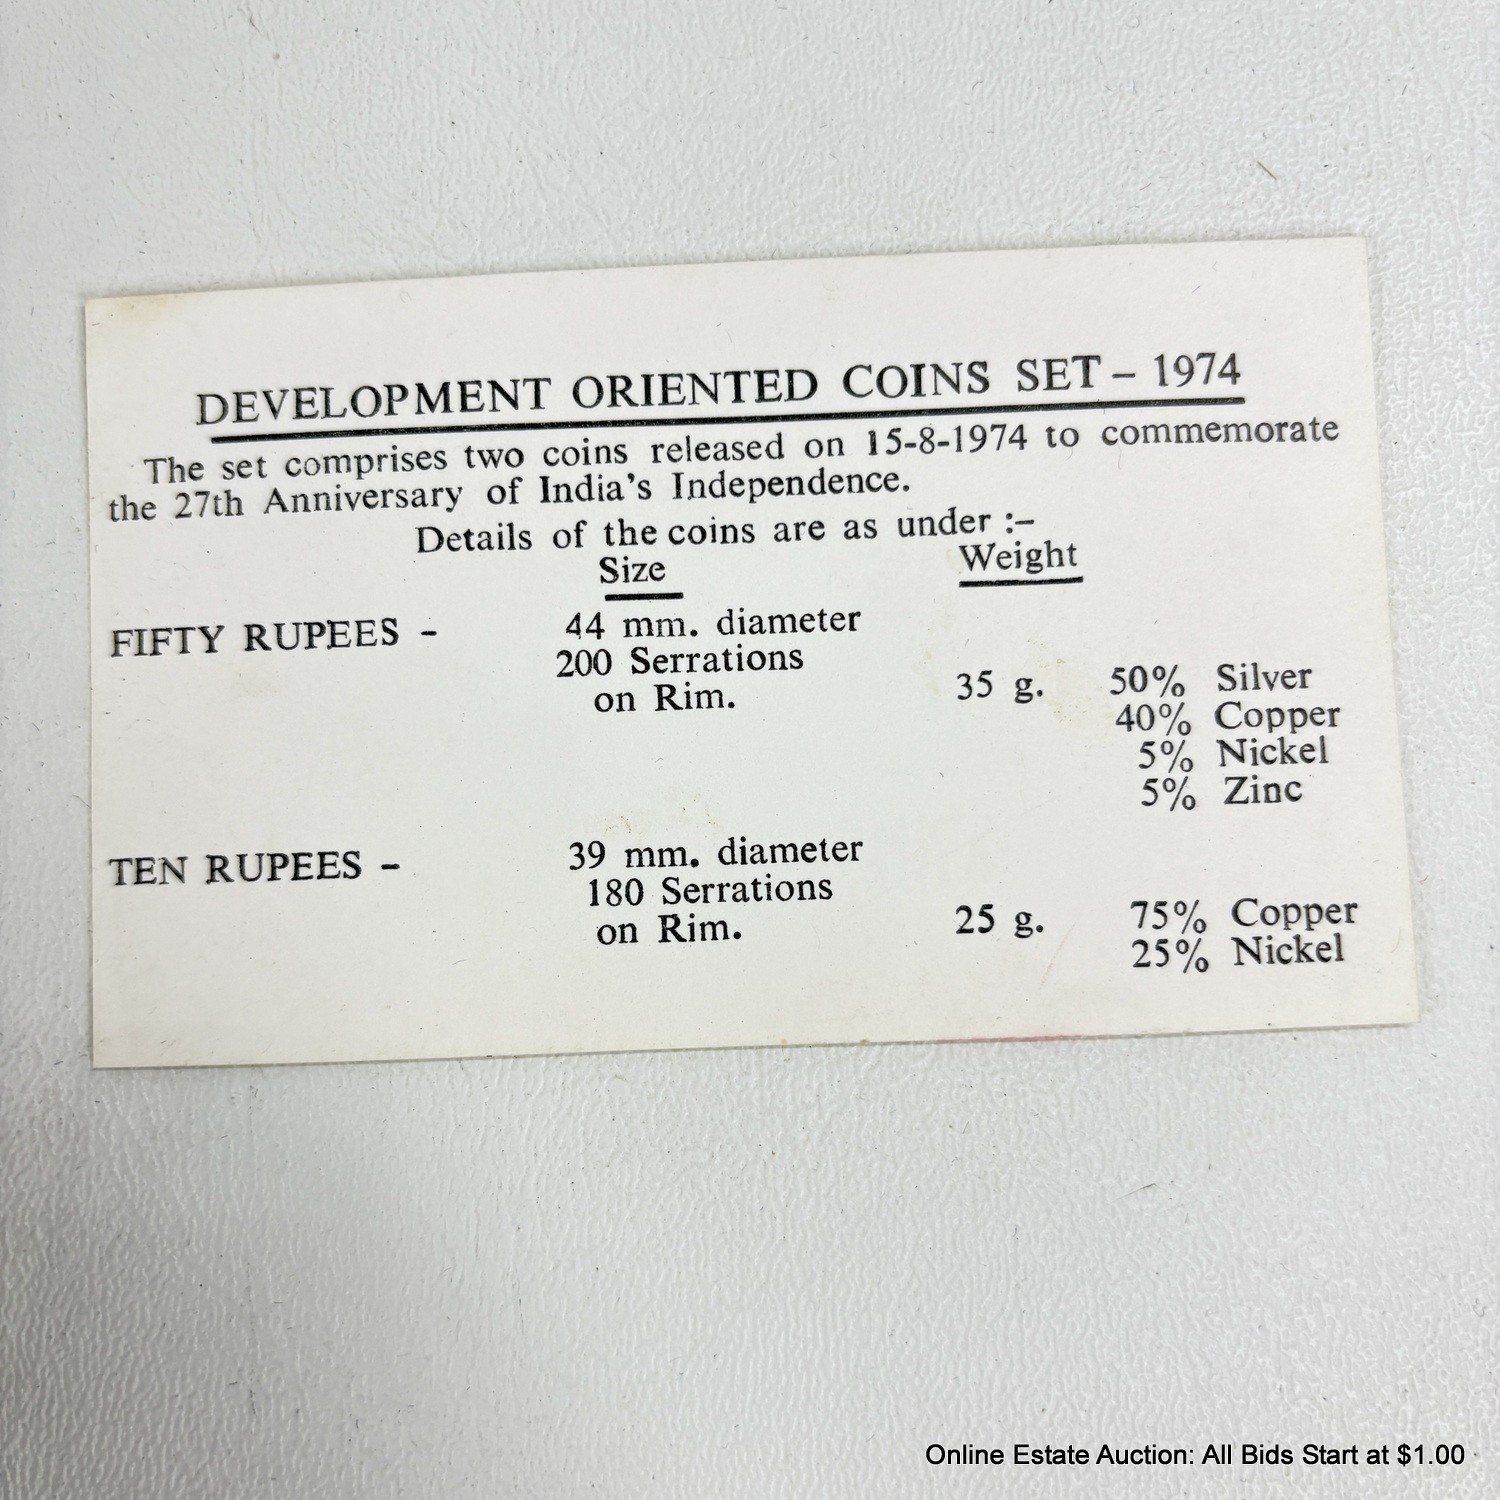 DEVELOPMENT ORIENTED COINS SET – 1974
The set comprises two coins released on 15-8-1974 to commemorate
the 27th Anniversary of India's Independence.
Details of the coins are as under :–
Size Weight
FIFTY RUPEES - 44 mm. diameter
200 Serrations
on Rim. 35 g. 50% Silver
40% Copper
5% Nickel
5% Zinc
TEN RUPEES - 39 mm. diameter
180 Serrations
on Rim. 25 g. 75% Copper
25% Nickel
Online Estate Auction: All Bids Start at $1.00